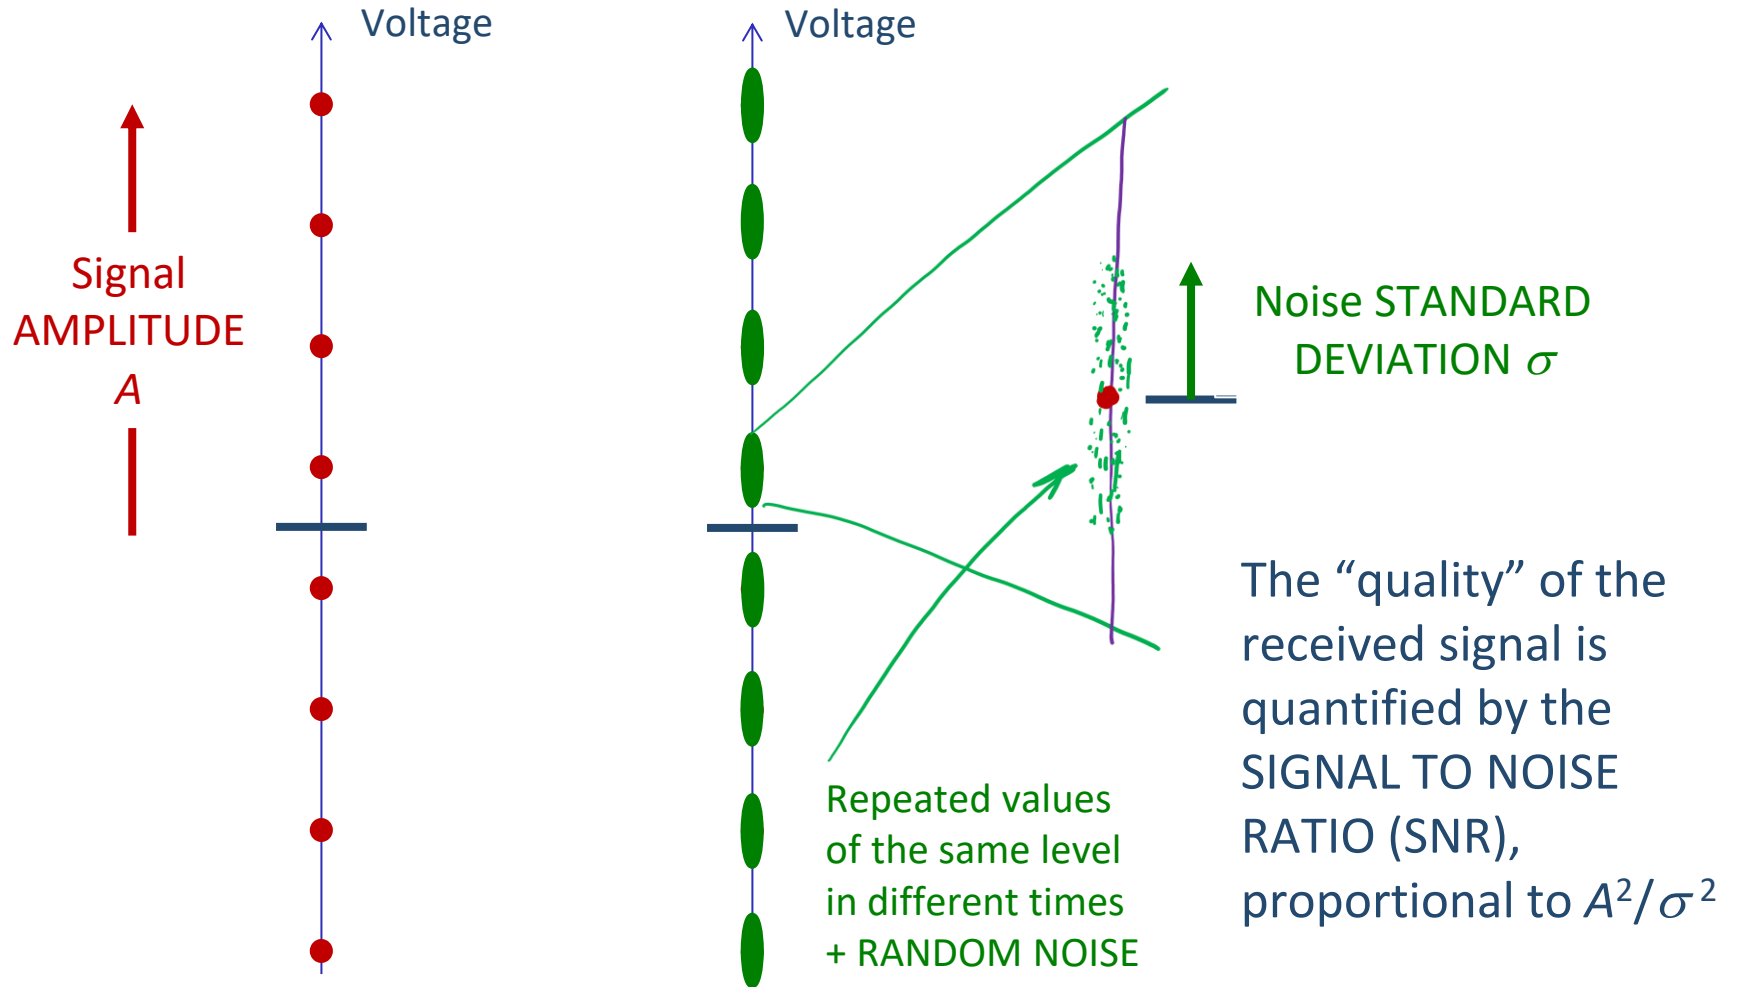 Voltage
Voltage
Signal
AMPLITUDE
A
Noise STANDARD
DEVIATION σ
Repeated values
of the same level
in different times
+ RANDOM NOISE
The “quality” of the
received signal is
quantified by the
SIGNAL TO NOISE
RATIO (SNR),
proportional to A²/σ²